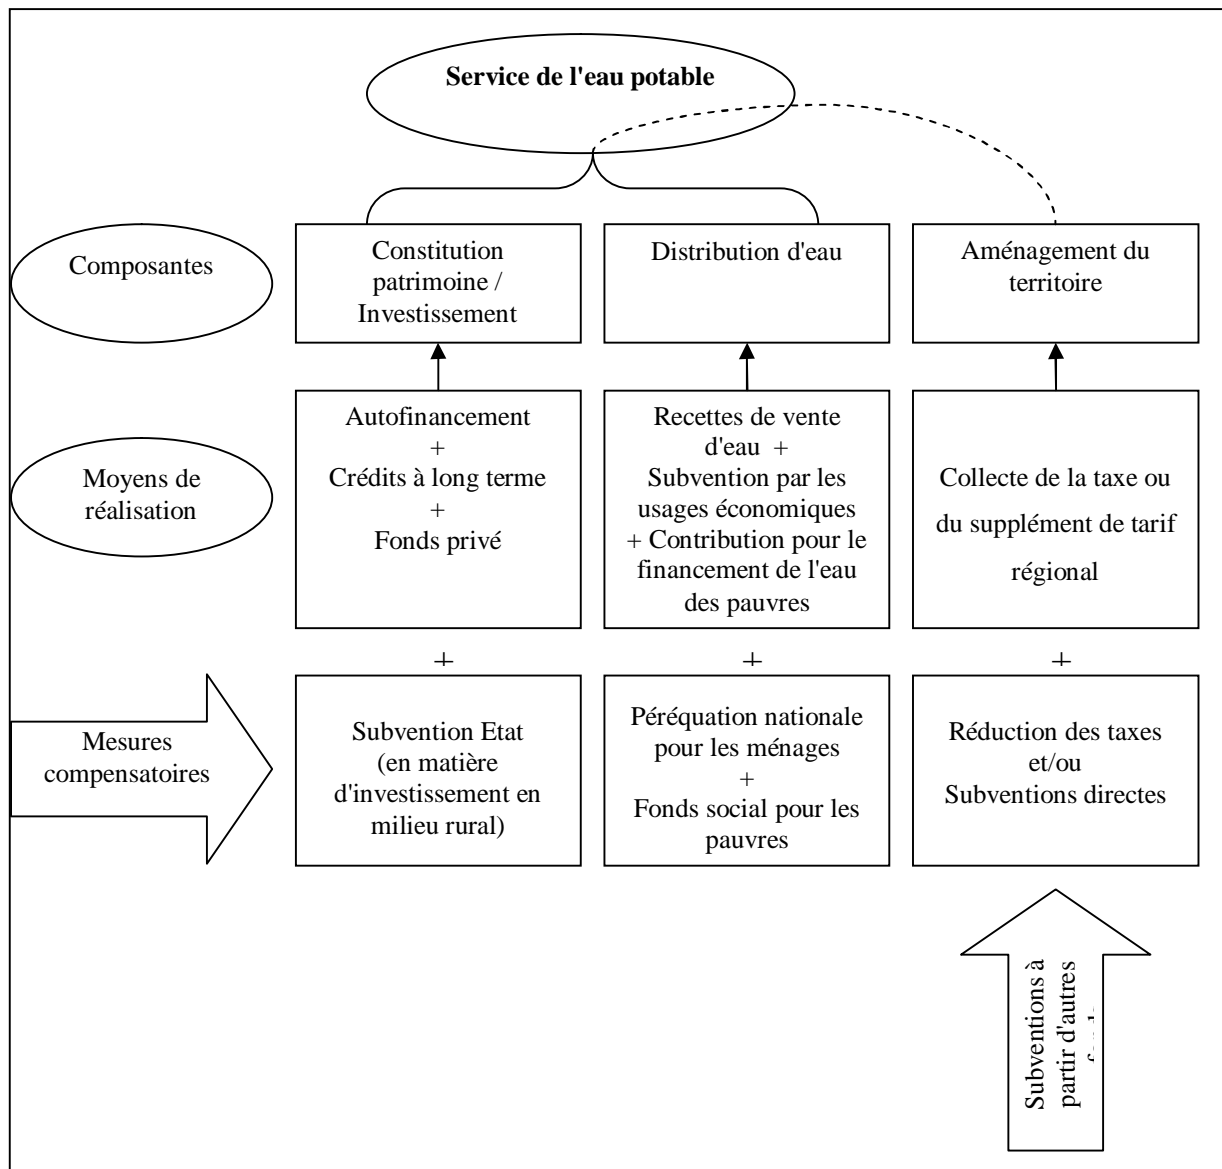 Service de l'eau potable
Composantes
Constitution
patrimoine /
Investissement
Distribution d'eau
Aménagement du
territoire
Moyens de
réalisation
Autofinancement
+
Crédits à long terme
+
Fonds privé
Recettes de vente
d'eau +
Subvention par les
usages économiques
+ Contribution pour le
financement de l'eau
des pauvres
Collecte de la taxe ou
du supplément de tarif
régional
+
+
+
Mesures
compensatoires
Subvention Etat
(en matière
d'investissement en
milieu rural)
Péréquation nationale
pour les ménages
+
Fonds social pour les
pauvres
Réduction des taxes
et/ou
Subventions directes
Subventions à
partir d'autres